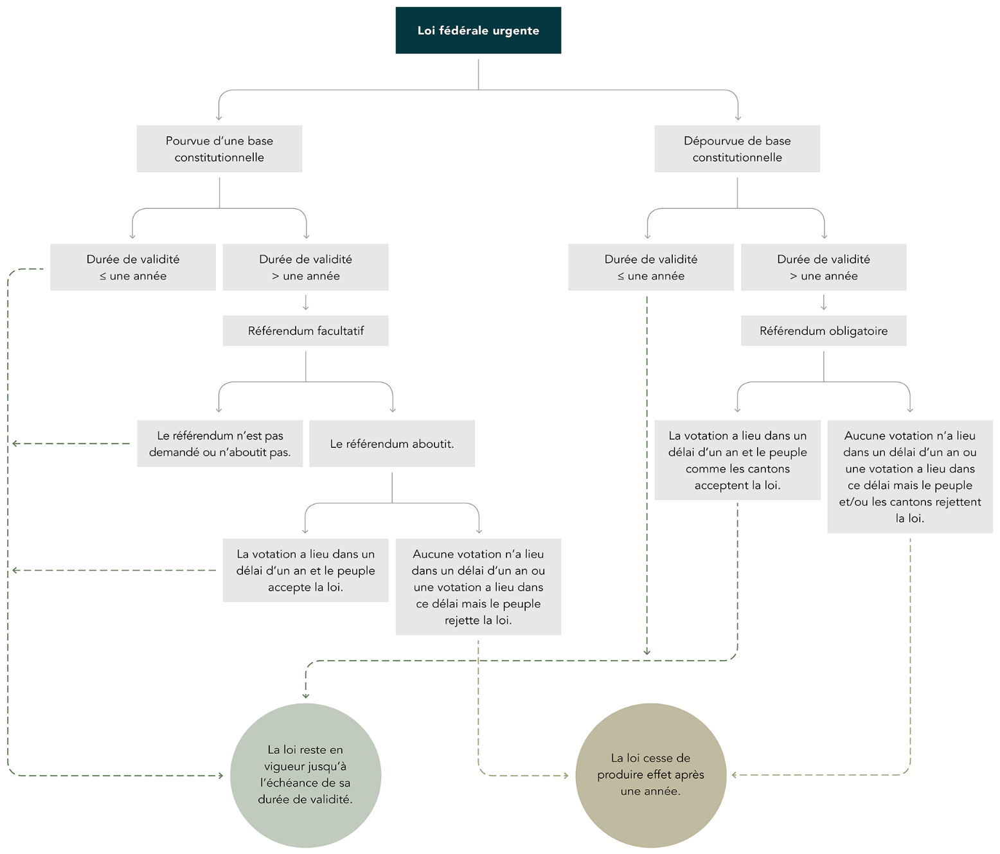 Loi fédérale urgente
Pourvue d’une base
constitutionnelle
Dépourvue de base
constitutionnelle
Durée de validité
≤ une année
Durée de validité
> une année
Durée de validité
≤ une année
Durée de validité
> une année
Référendum facultatif
Référendum obligatoire
Le référendum n’est pas
demandé ou n’aboutit pas.
Le référendum aboutit.
La votation a lieu dans un
délai d’un an et le peuple
comme les cantons
acceptent la loi.
Aucune votation n’a lieu
dans un délai d’un an ou
une votation a lieu dans
ce délai mais le peuple
et/ou les cantons rejettent
la loi.
La votation a lieu dans un
délai d’un an et le peuple
accepte la loi.
Aucune votation n’a lieu
dans un délai d’un an ou
une votation a lieu dans
ce délai mais le peuple
rejette la loi.
La loi reste en
vigueur jusqu’à
l’échéance de sa
durée de validité.
La loi cesse de
produire effet après
une année.